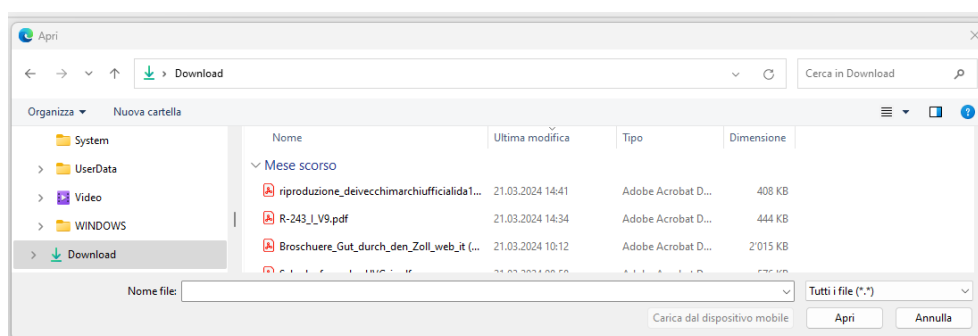 Apri
Download
Cerca in Download
Organizza
Nuova cartella
System
UserData
Video
WINDOWS
Download
Nome Ultima modifica Tipo Dimensione
Mese scorso
riproduzione_deivecchimarchiufficialida1... 21.03.2024 14:41 Adobe Acrobat D... 408 KB
R-243_I_V9.pdf 21.03.2024 14:34 Adobe Acrobat D... 444 KB
Broschuere_Gut_durch_den_Zoll_web_it (... 21.03.2024 10:12 Adobe Acrobat D... 2'015 KB
Nome file:
Tutti i file (*.*)
Carica dal dispositivo mobile
Apri
Annulla